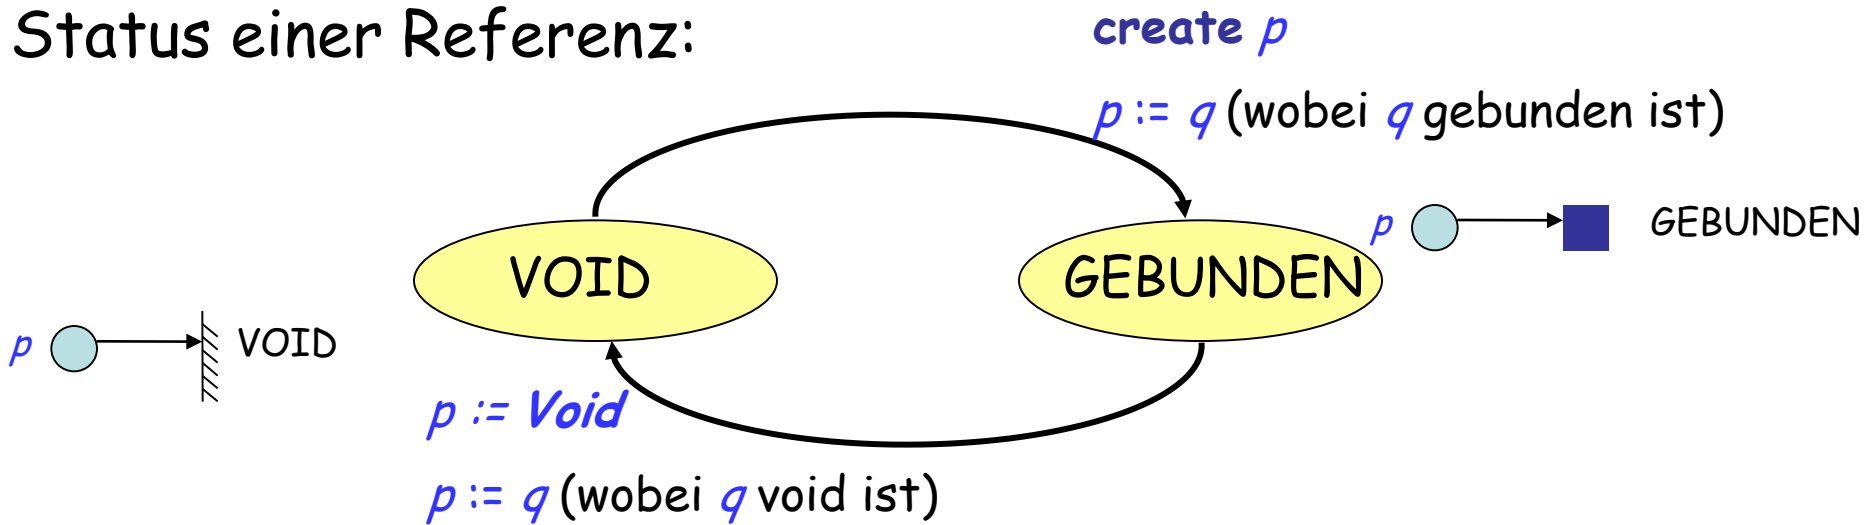 Status einer Referenz:
create p
p := q (wobei q gebunden ist)
p GEBUNDEN
VOID GEBUNDEN
p VOID
p := Void
p := q (wobei q void ist)